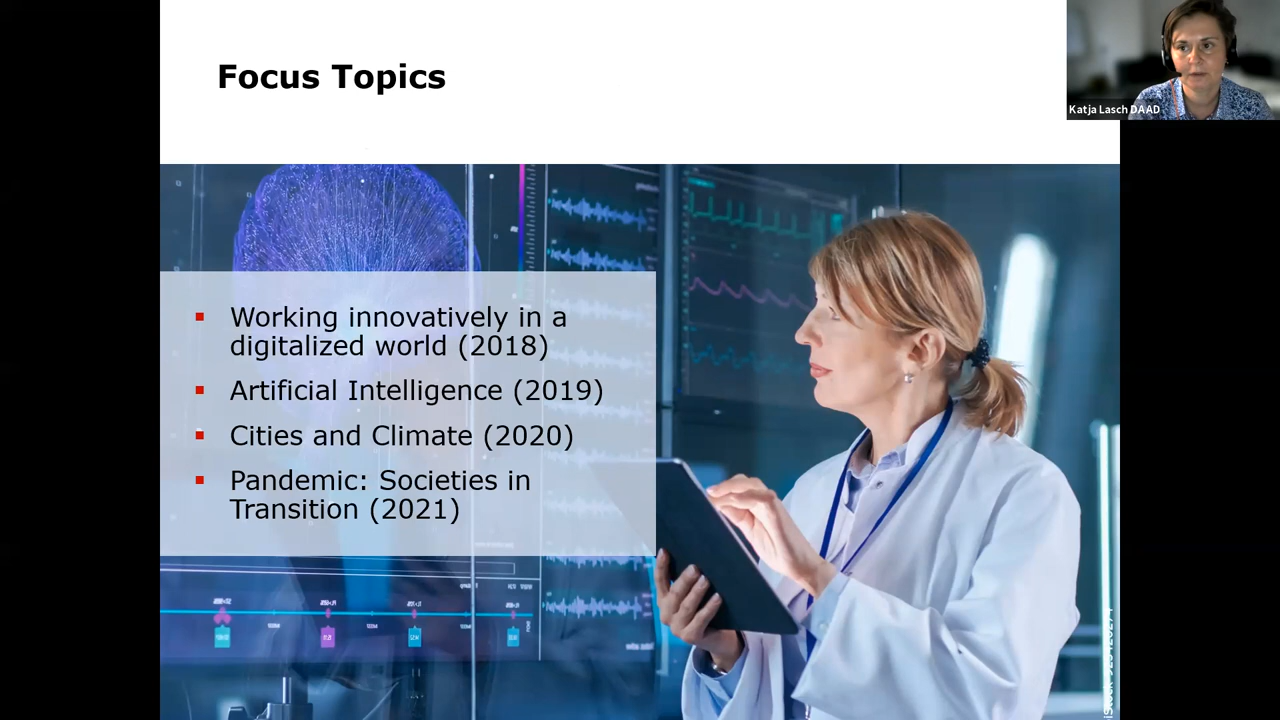 Focus Topics
Katja Lasch DAAD
Working innovatively in a
digitalized world (2018)
Artificial Intelligence (2019)
Cities and Climate (2020)
Pandemic: Societies in
Transition (2021)